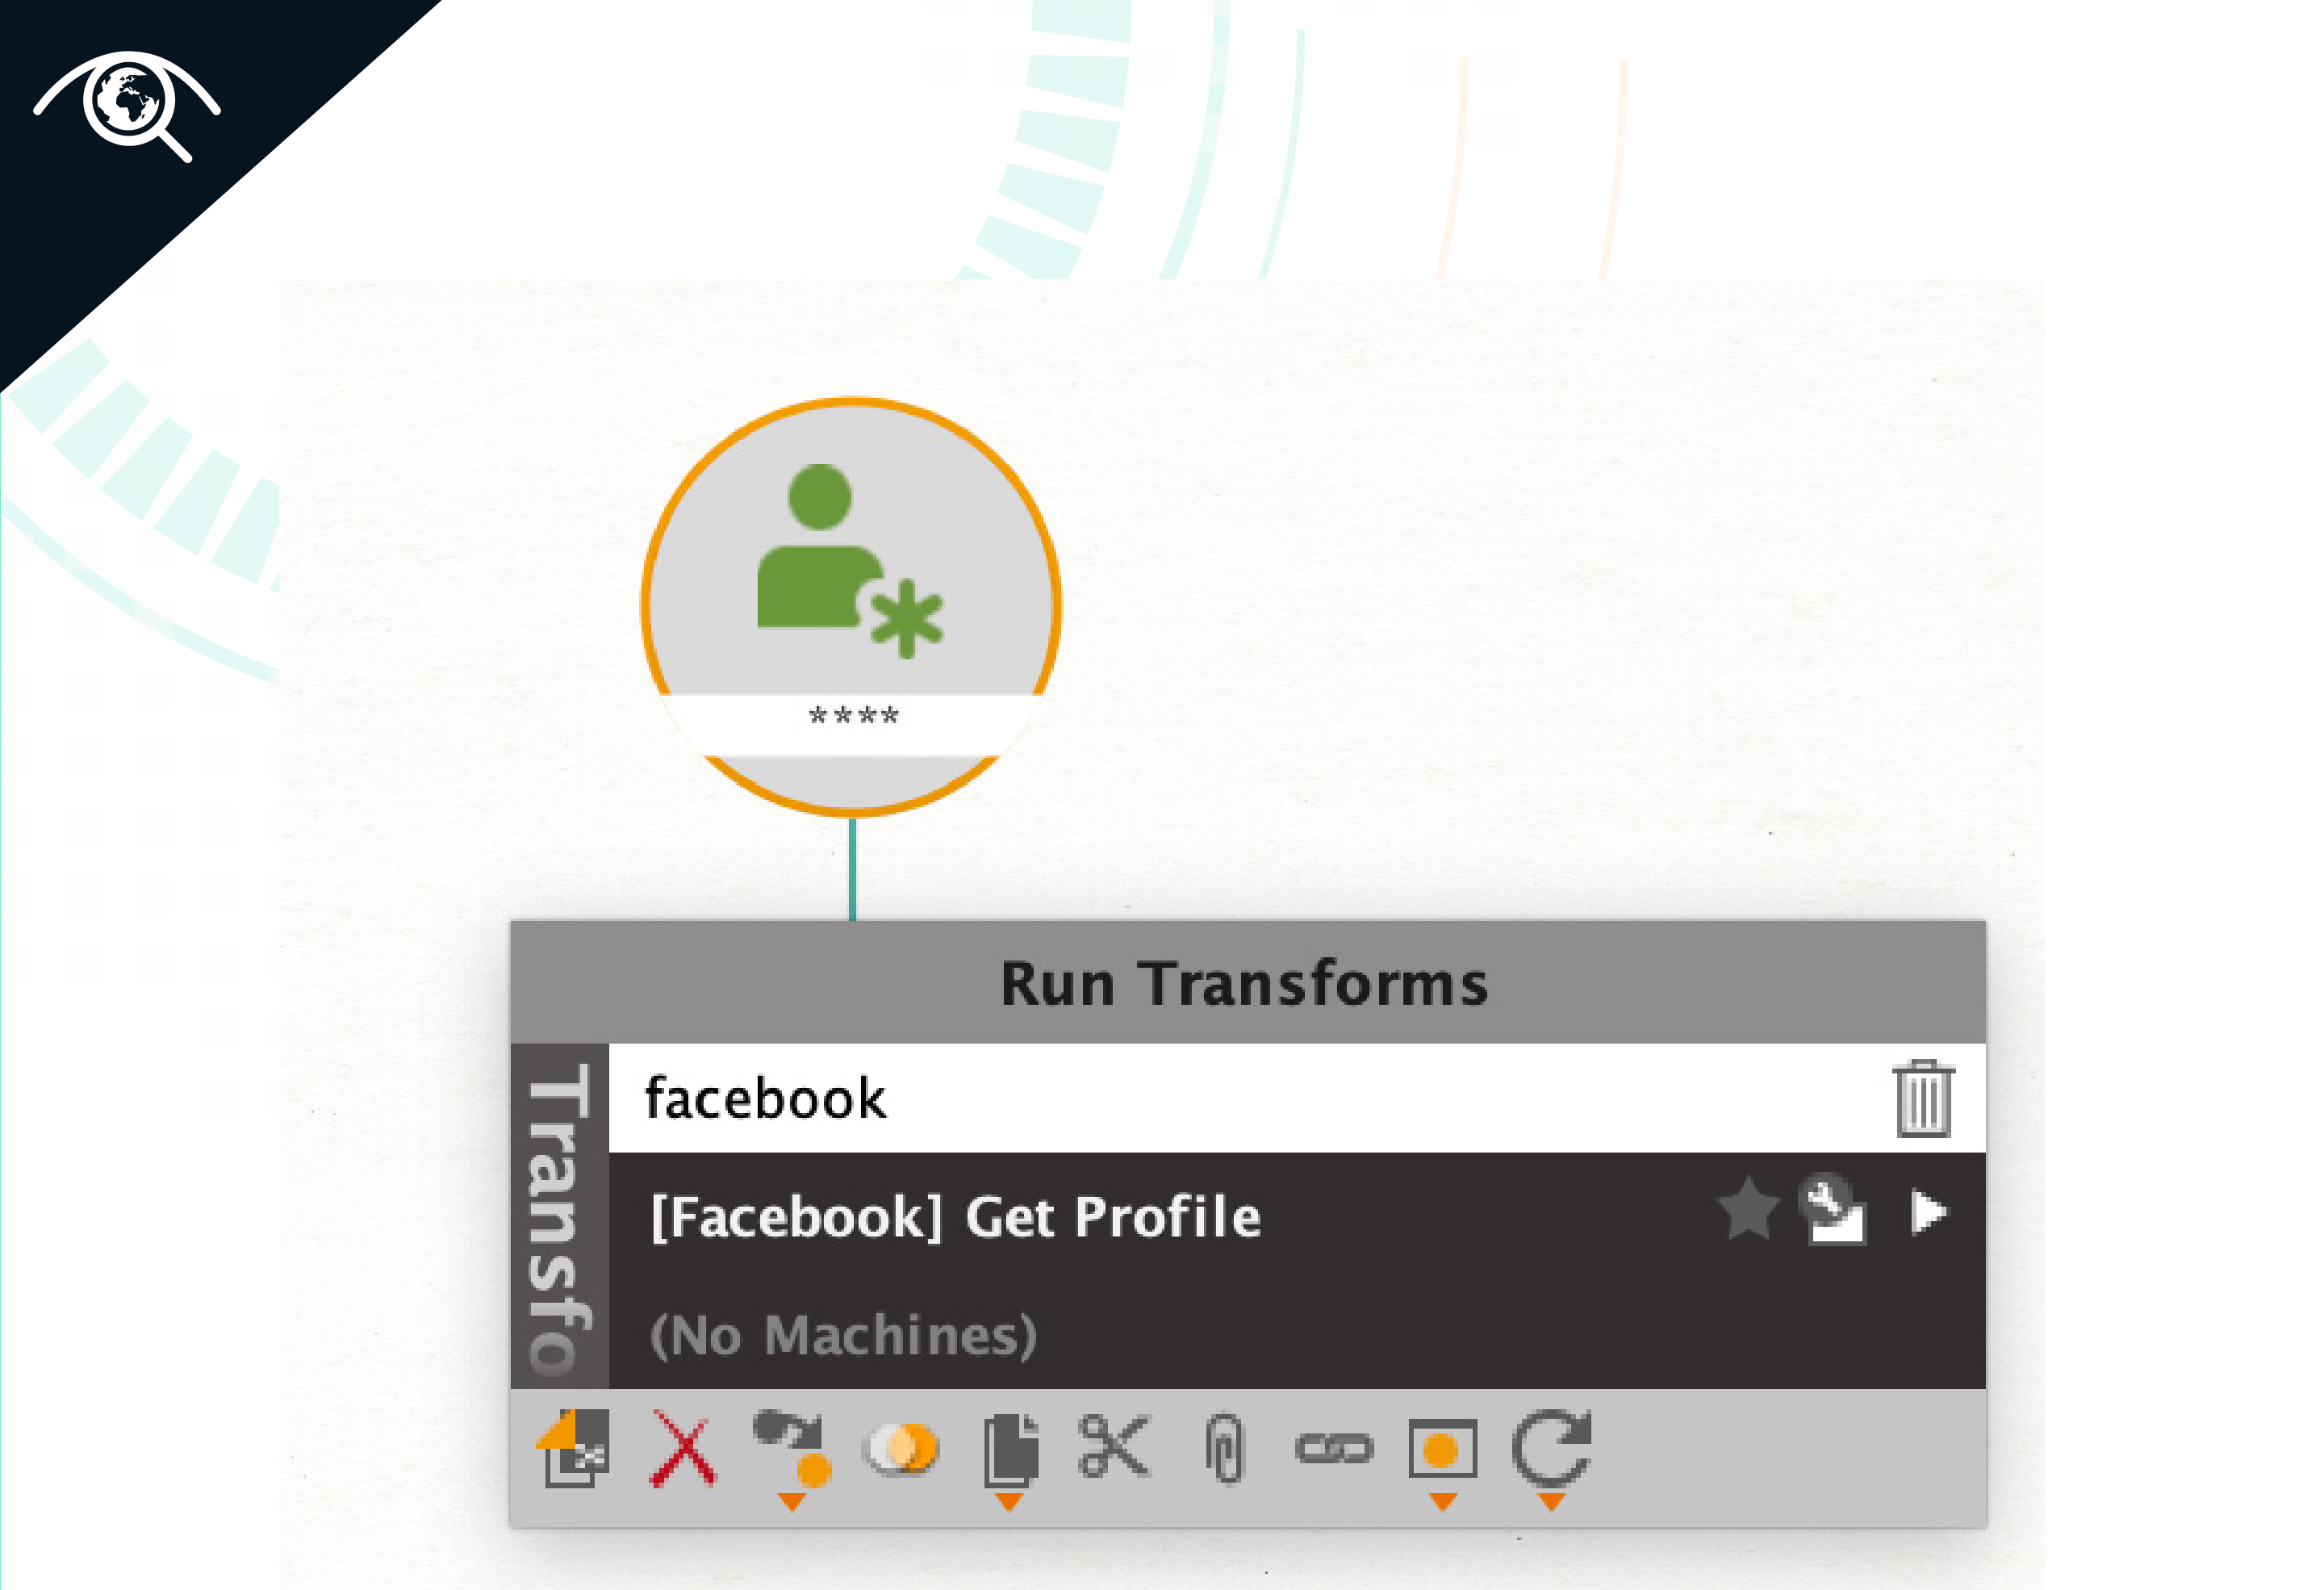 ****
Run Transforms
Transfo
facebook
[Facebook] Get Profile
(No Machines)